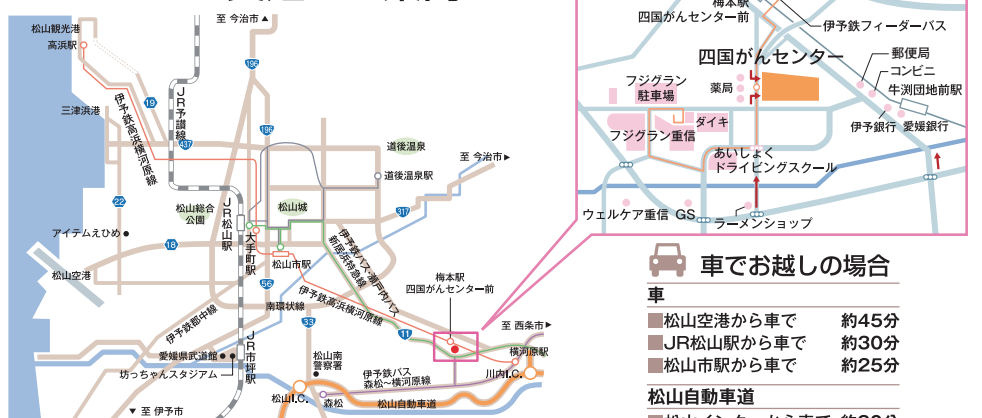 至 今治市▲
松山観光港
高浜駅
三津浜港
伊予鉄高浜横河原線
JR予讃線
196
19
196
437
道後温泉
至 今治市▶
道後温泉駅
22
松山総合
公園
JR松山駅
松山城
317
アイテムえひめ
18
大手町駅
松山市駅
伊予鉄バス・瀬戸内バス
新居浜特急線
松山空港
56
梅本駅
四国がんセンター前
南環状線
伊予鉄高浜横河原線
33
11
至 西条市▶
伊予鉄郡中線
愛媛県武道館
坊っちゃんスタジアム
JR市坪駅
松山南
警察署
伊予鉄バス
森松〜横河原線
横河原駅
川内I.C.
松山I.C.
森松
松山自動車道
▼ 至 伊予市
梅本駅
四国がんセンター前
伊予鉄フィーダーバス
四国がんセンター
郵便局
コンビニ
牛渕団地前駅
フジグラン
駐車場
薬局
ダイキ
フジグラン重信
伊予銀行
愛媛銀行
あいしょく
ドライビングスクール
ウェルケア重信
GS
ラーメンショップ
車でお越しの場合
車
松山空港から車で 約45分
JR松山駅から車で 約30分
松山市駅から車で 約25分
松山自動車道